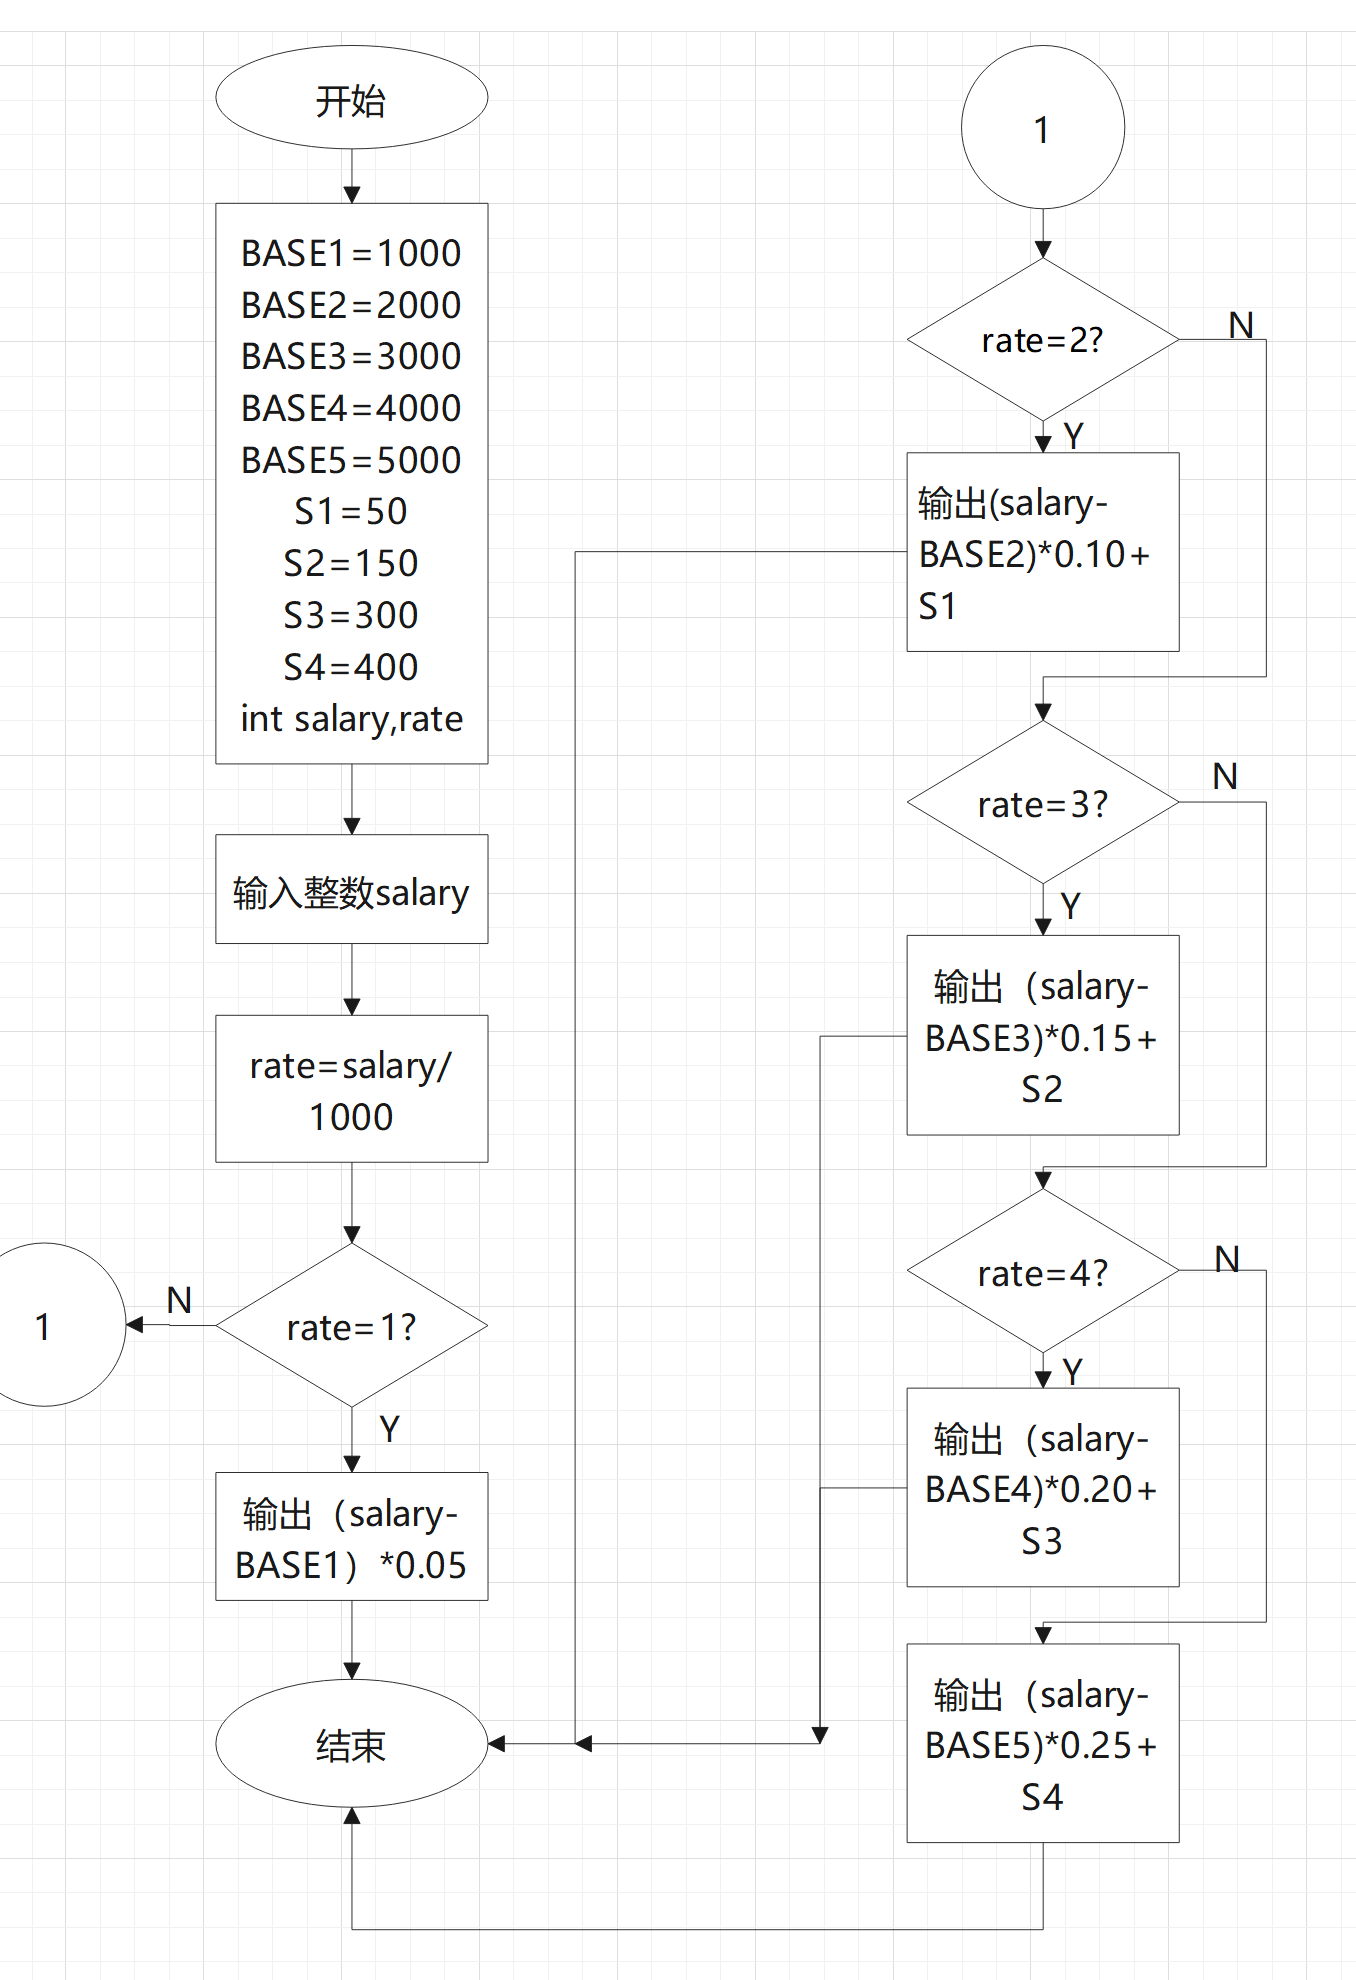 开始
BASE1=1000
BASE2=2000
BASE3=3000
BASE4=4000
BASE5=5000
S1=50
S2=150
S3=300
S4=400
int salary,rate
输入整数salary
rate=salary/
1000
rate=1?
N
1
Y
输出（salary-
BASE1）*0.05
结束
1
rate=2?
N
Y
输出(salary-
BASE2)*0.10+
S1
rate=3?
N
Y
输出（salary-
BASE3)*0.15+
S2
rate=4?
N
Y
输出（salary-
BASE4)*0.20+
S3
输出（salary-
BASE5)*0.25+
S4